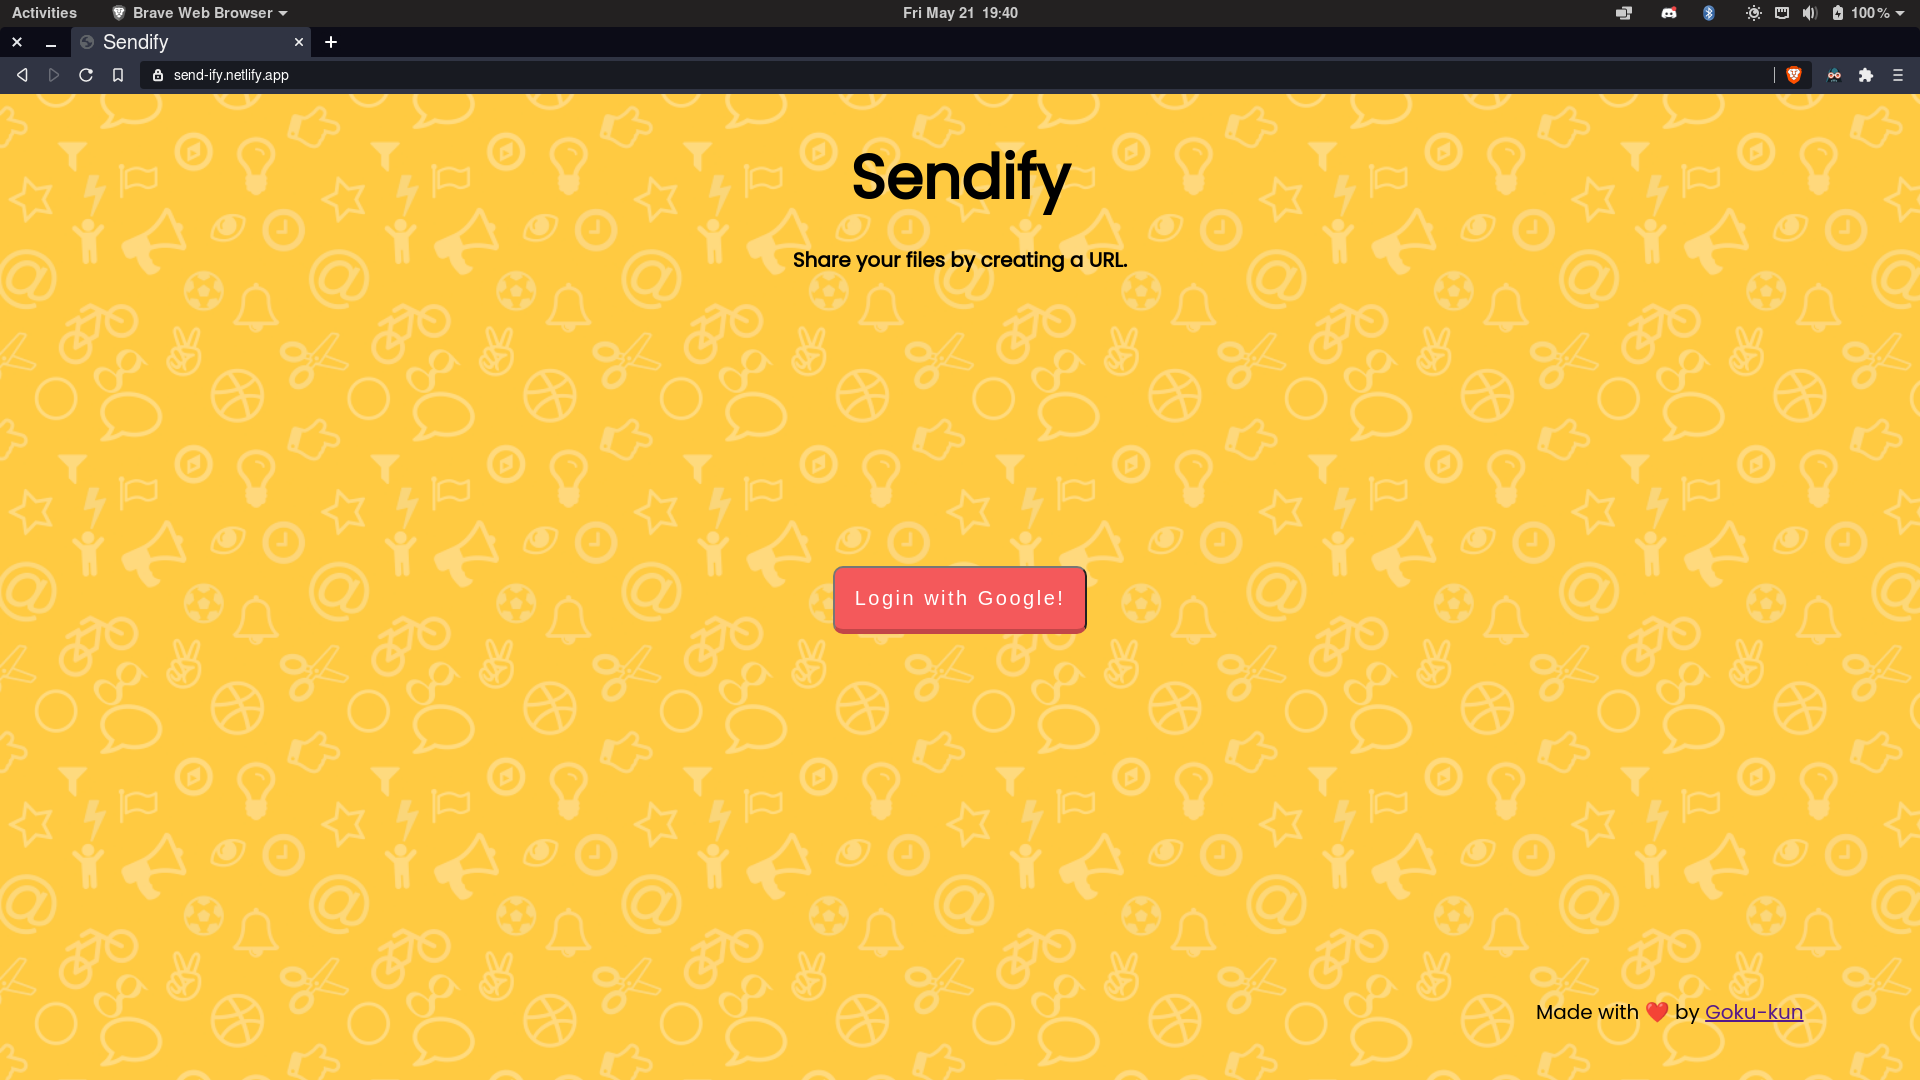 Activities
Brave Web Browser
Fri May 21 19:40
100 %
Sendify
send-ify.netlify.app
Sendify
Share your files by creating a URL.
Login with Google!
Made with ❤️ by Goku-kun